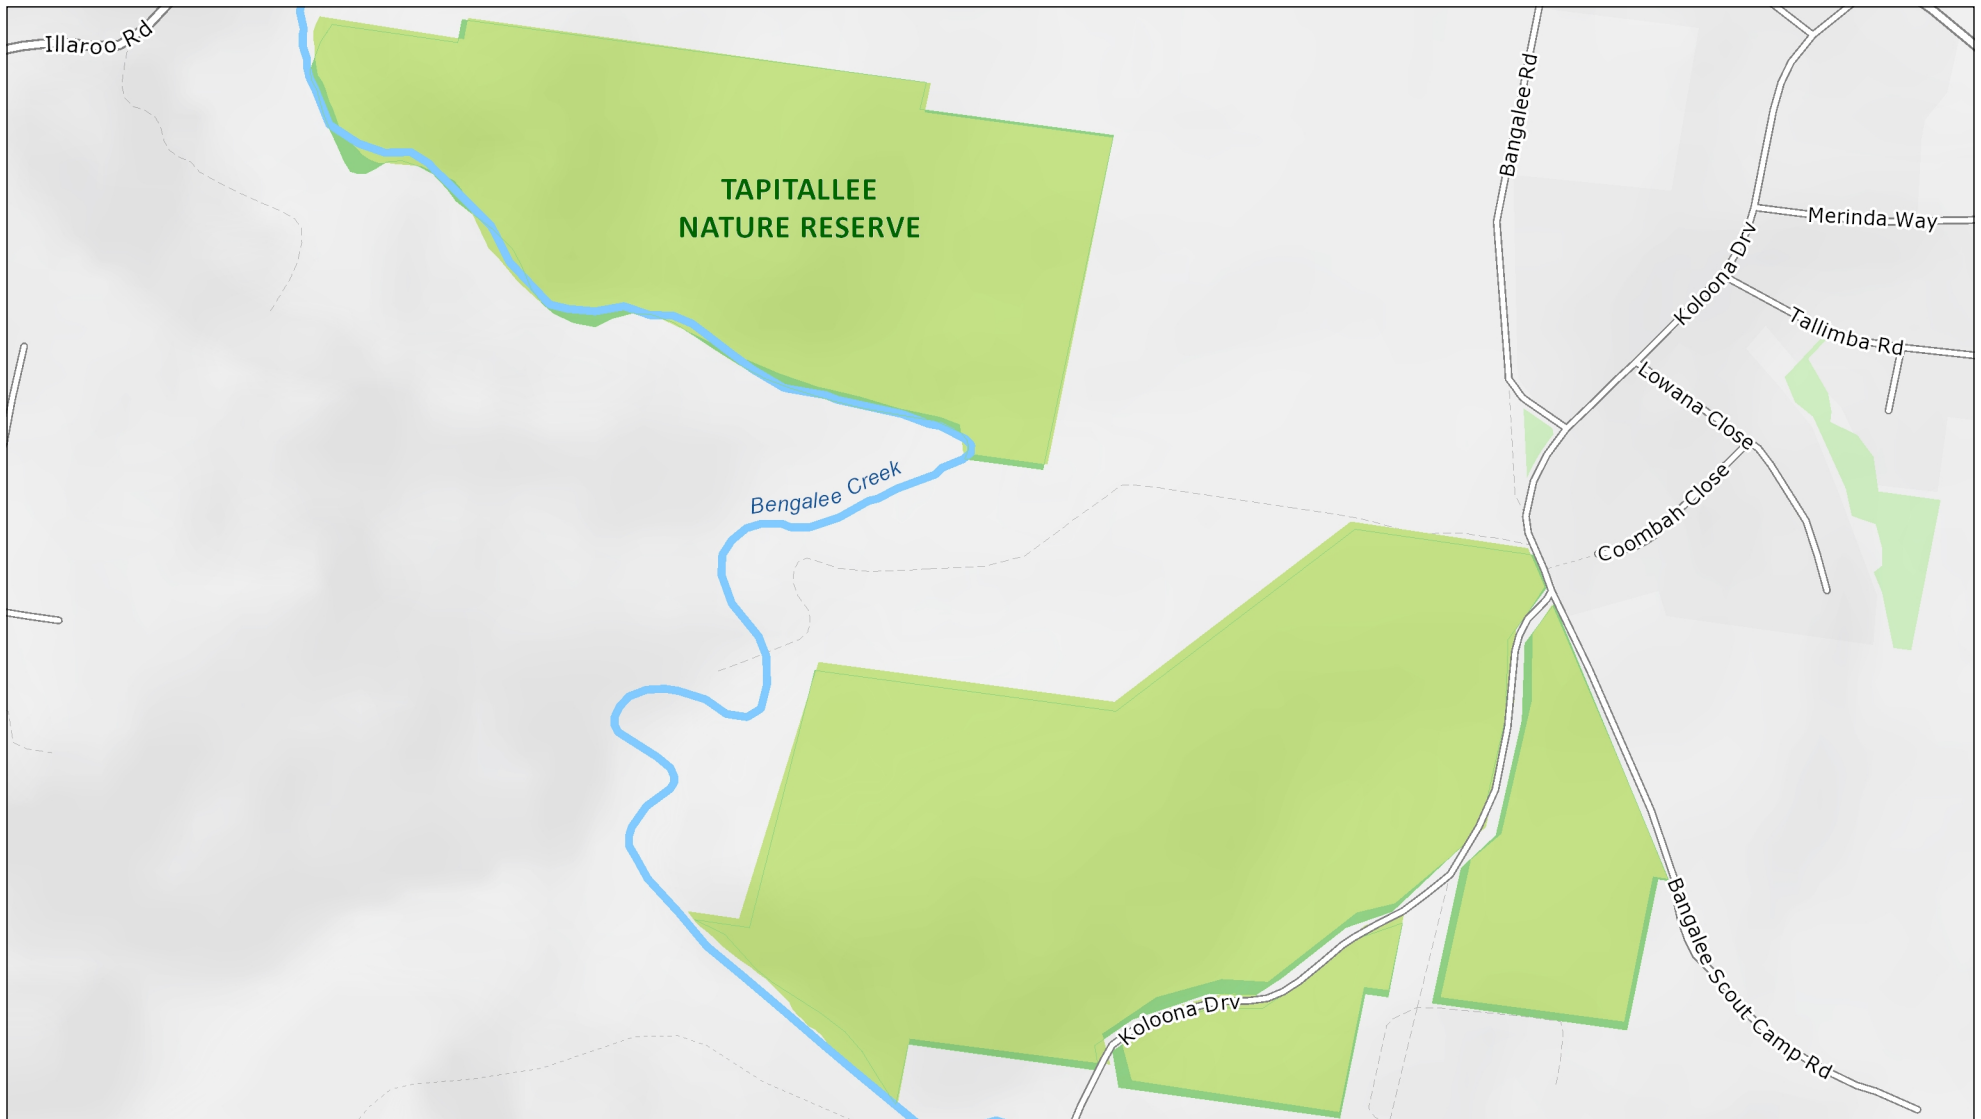 Illaroo Rd
Bangalee Rd
TAPITALLEE
NATURE RESERVE
Merinda Way
Koloona Drv
Tallimba Rd
Lowana Close
Bengalee Creek
Coombah Close
Koloona Drv
Bangalee Scout Camp Rd